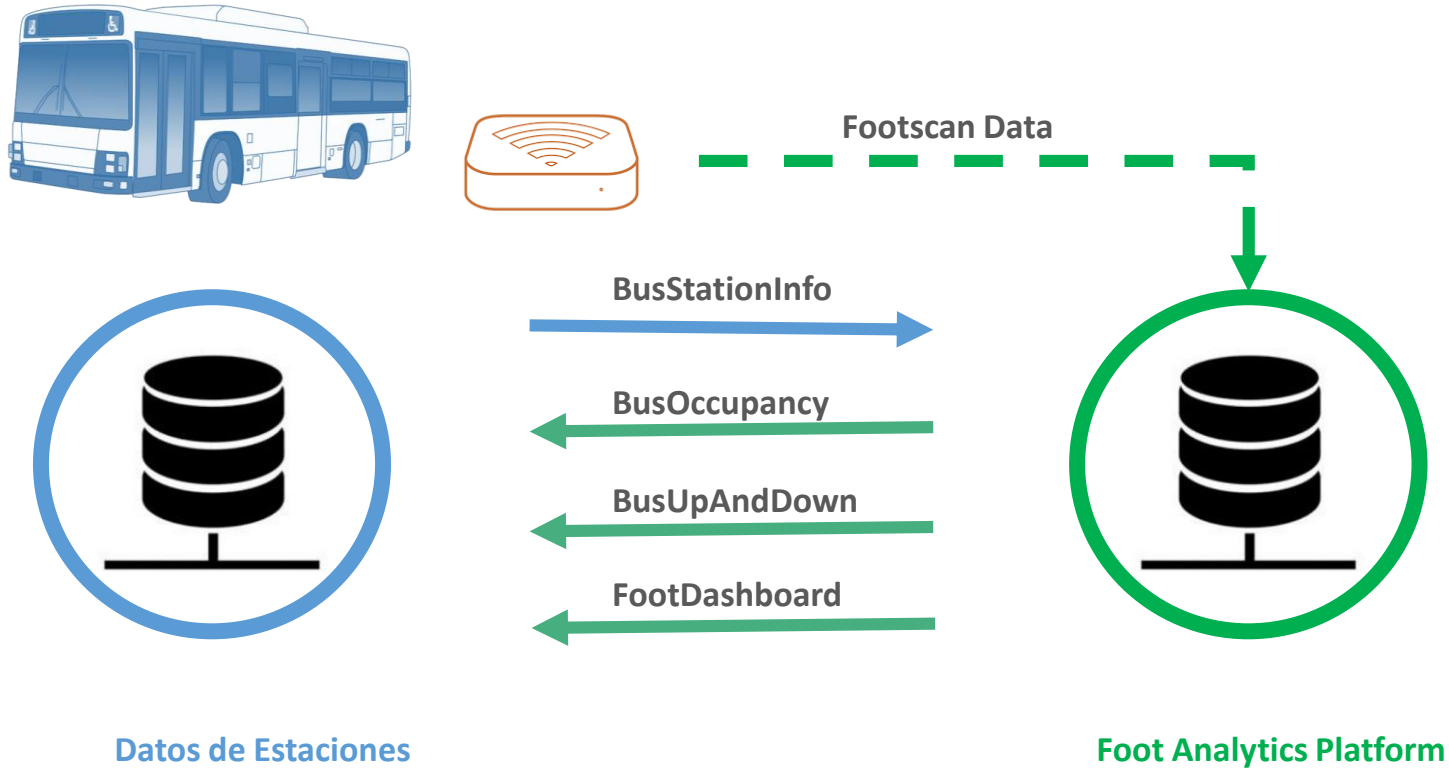 Footscan Data
BusStationInfo
BusOccupancy
BusUpAndDown
FootDashboard
Datos de Estaciones
Foot Analytics Platform